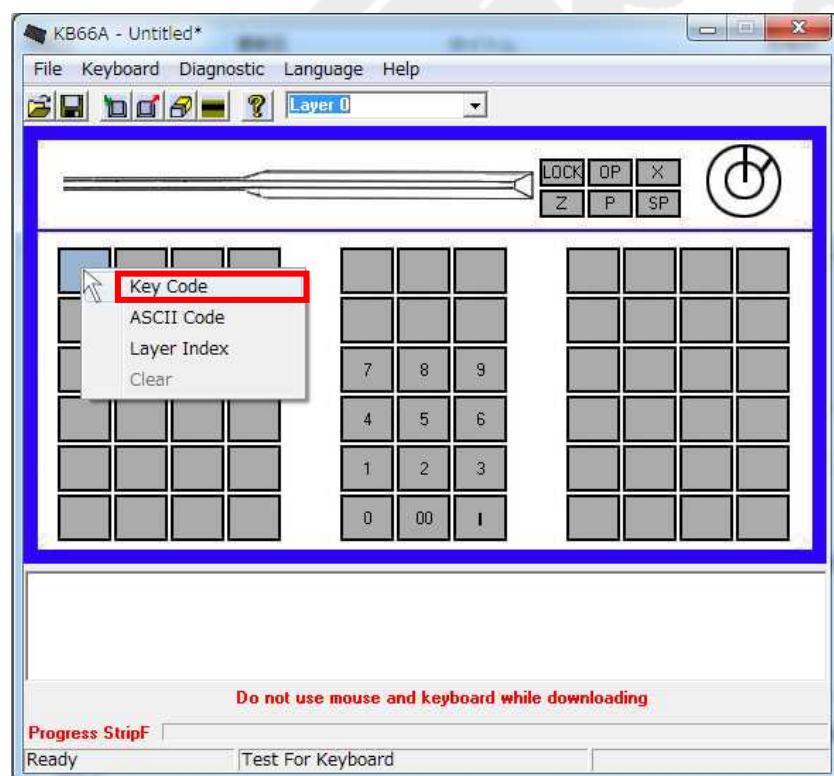 KB66A - Untitled*
File Keyboard Diagnostic Language Help
Layer 0
LOCK OP X
Z P SP
Key Code
ASCII Code
Layer Index
Clear
7 8 9
4 5 6
1 2 3
0 00 I
Do not use mouse and keyboard while downloading
Progress StripF
Ready Test For Keyboard